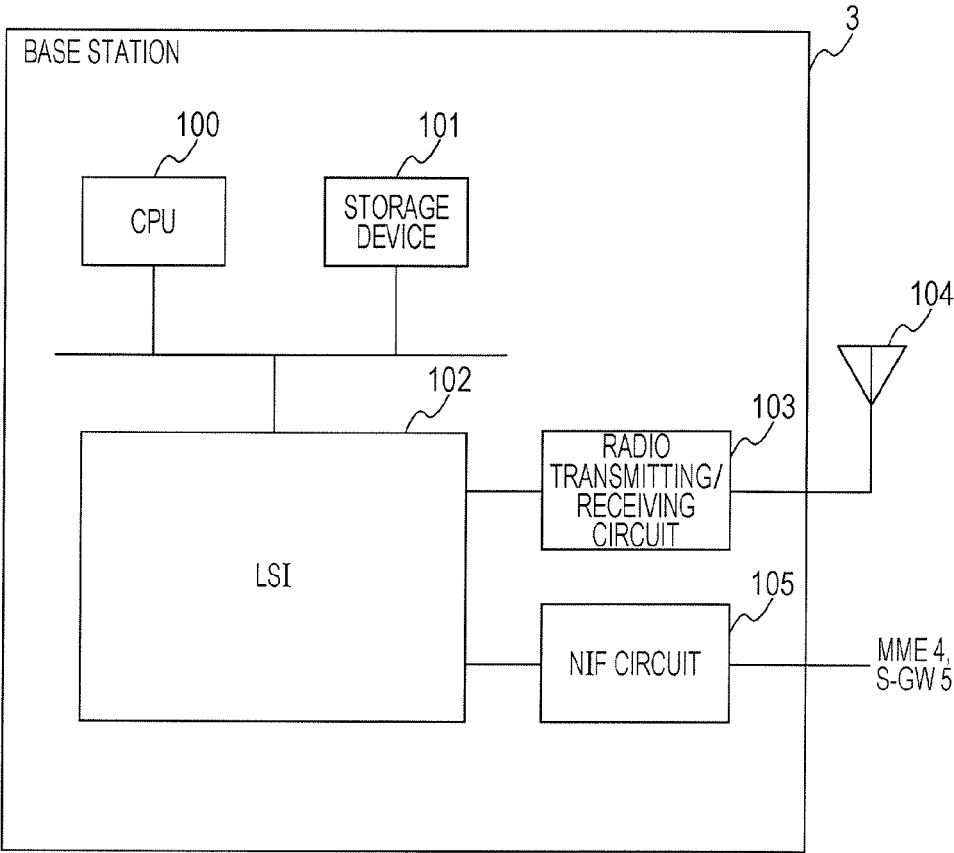 3
BASE STATION
100
101
CPU
STORAGE
DEVICE
104
102
103
RADIO
TRANSMITTING/
RECEIVING
CIRCUIT
LSI
105
NIF CIRCUIT
MME 4,
S-GW 5